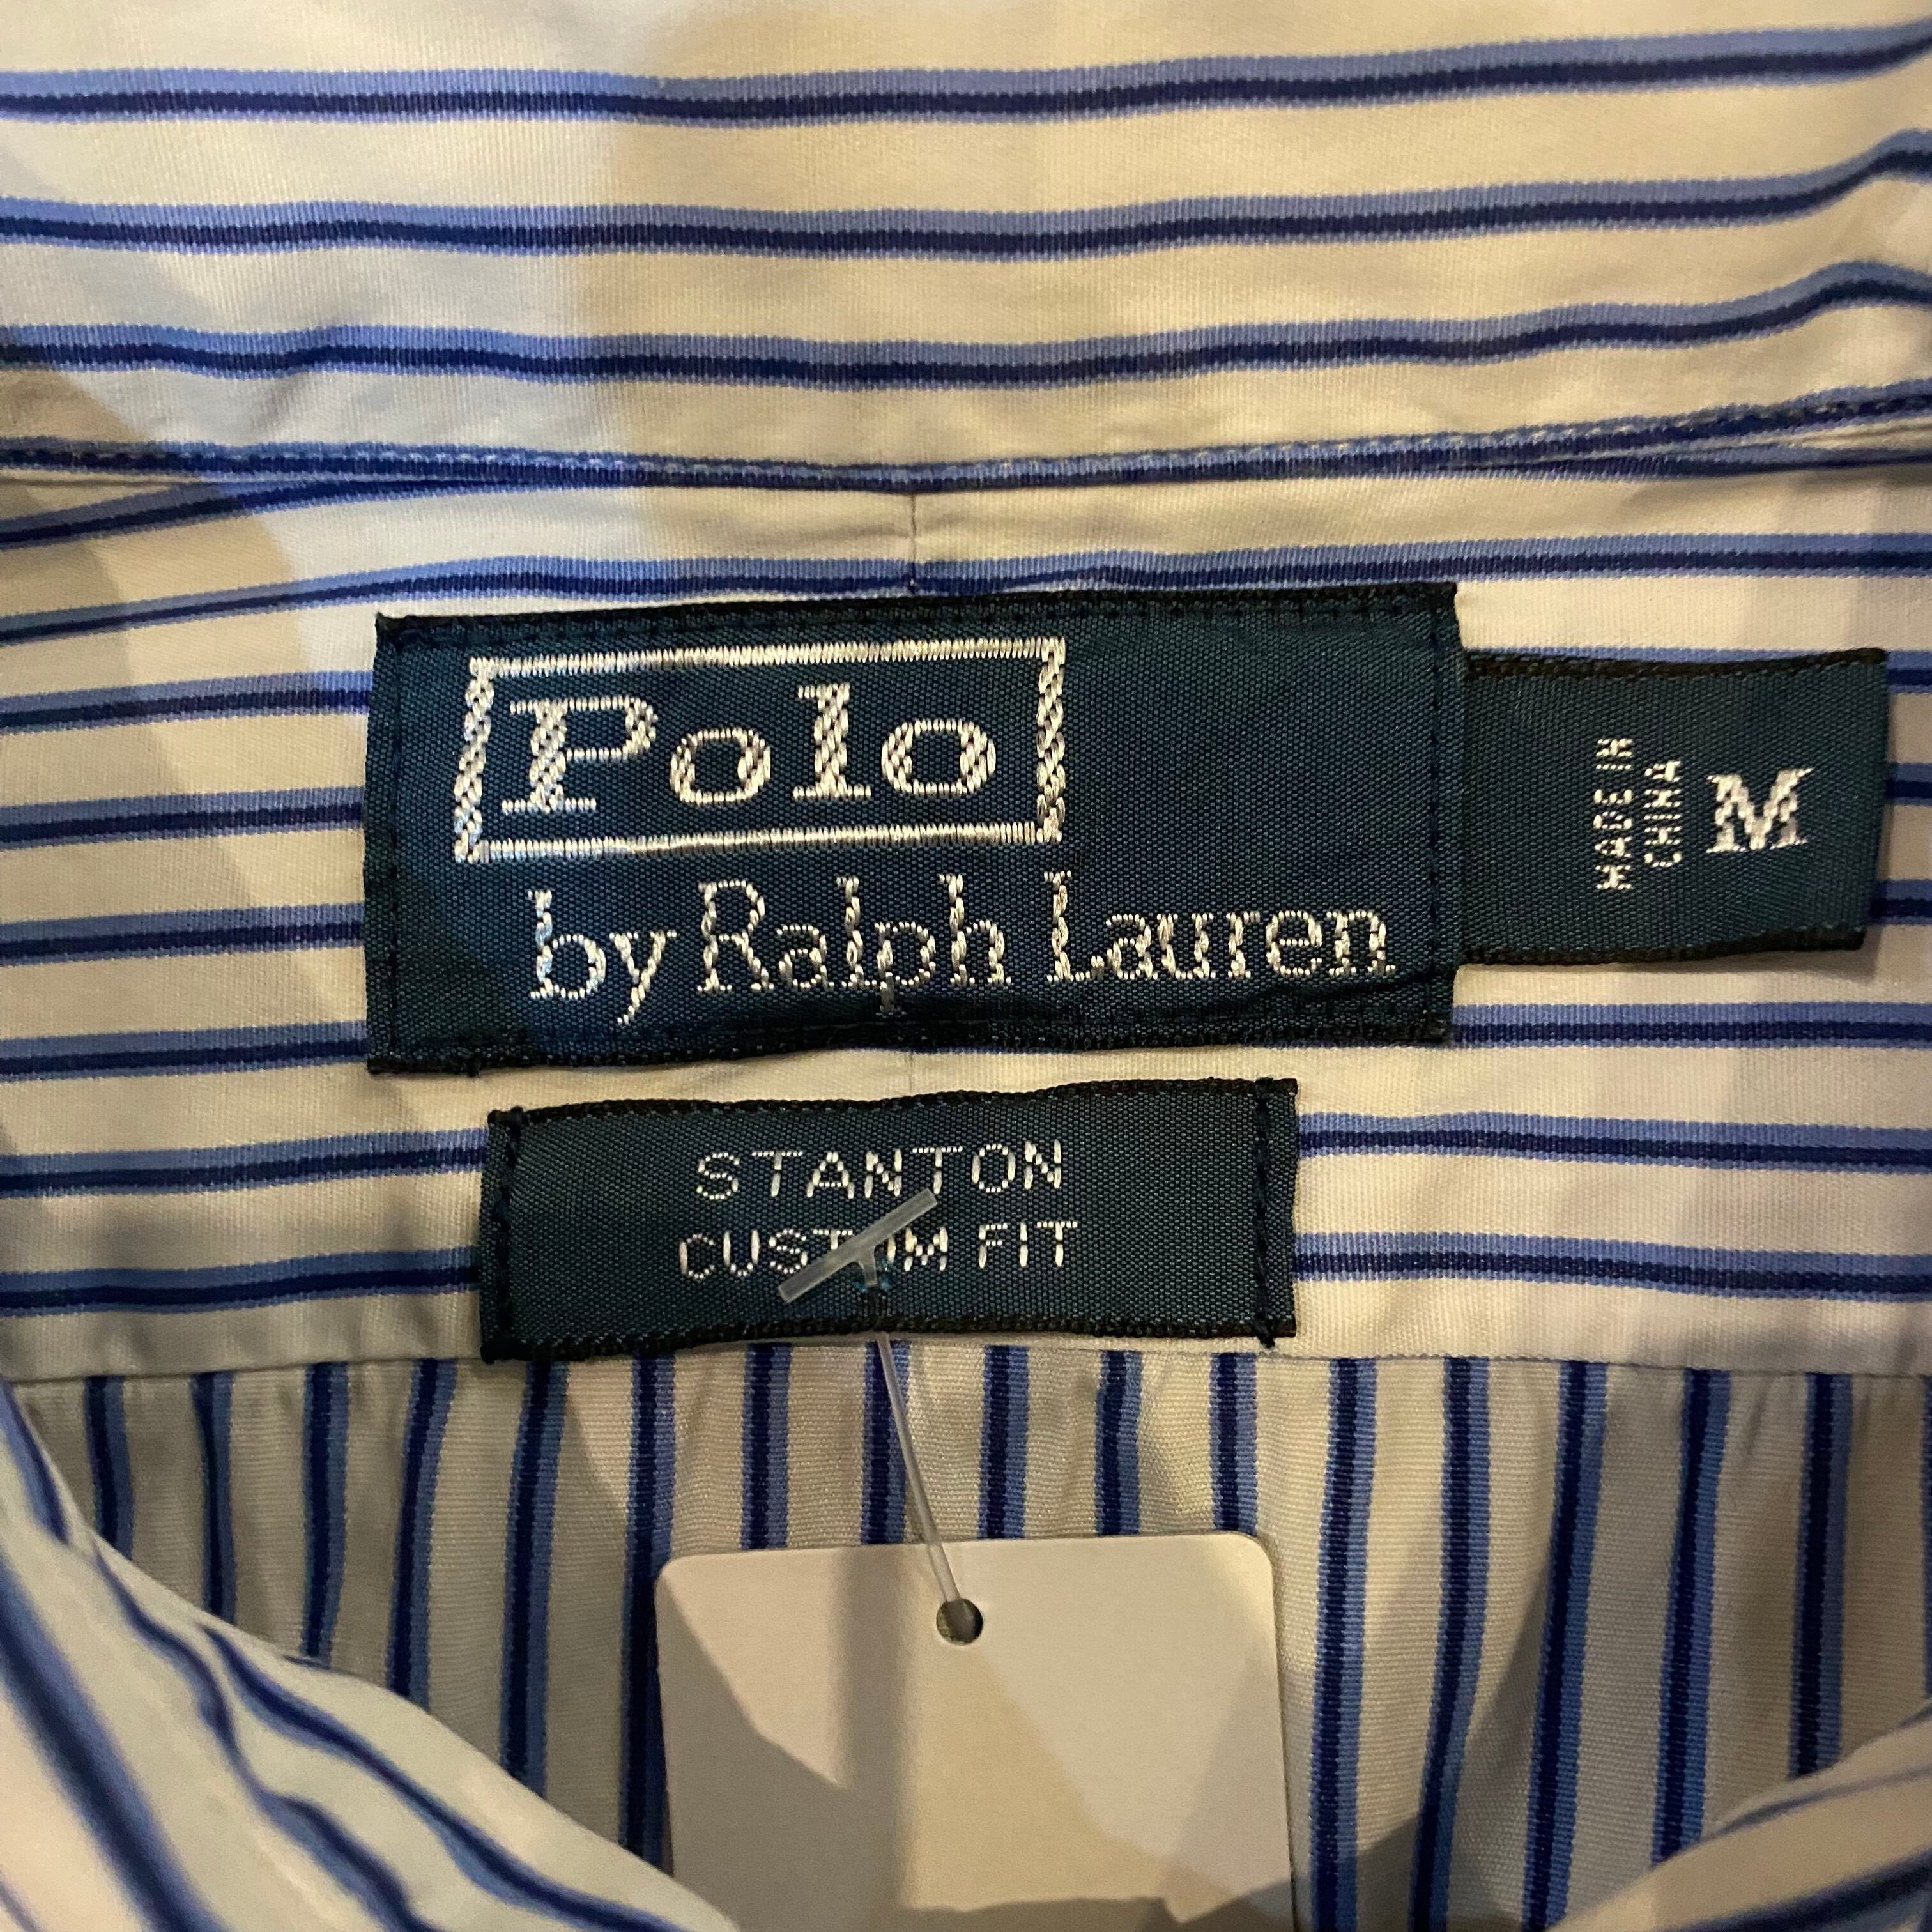 Polo
by Ralph Lauren
MADE IN
CHINA
M
STANTON
CUSTOM FIT